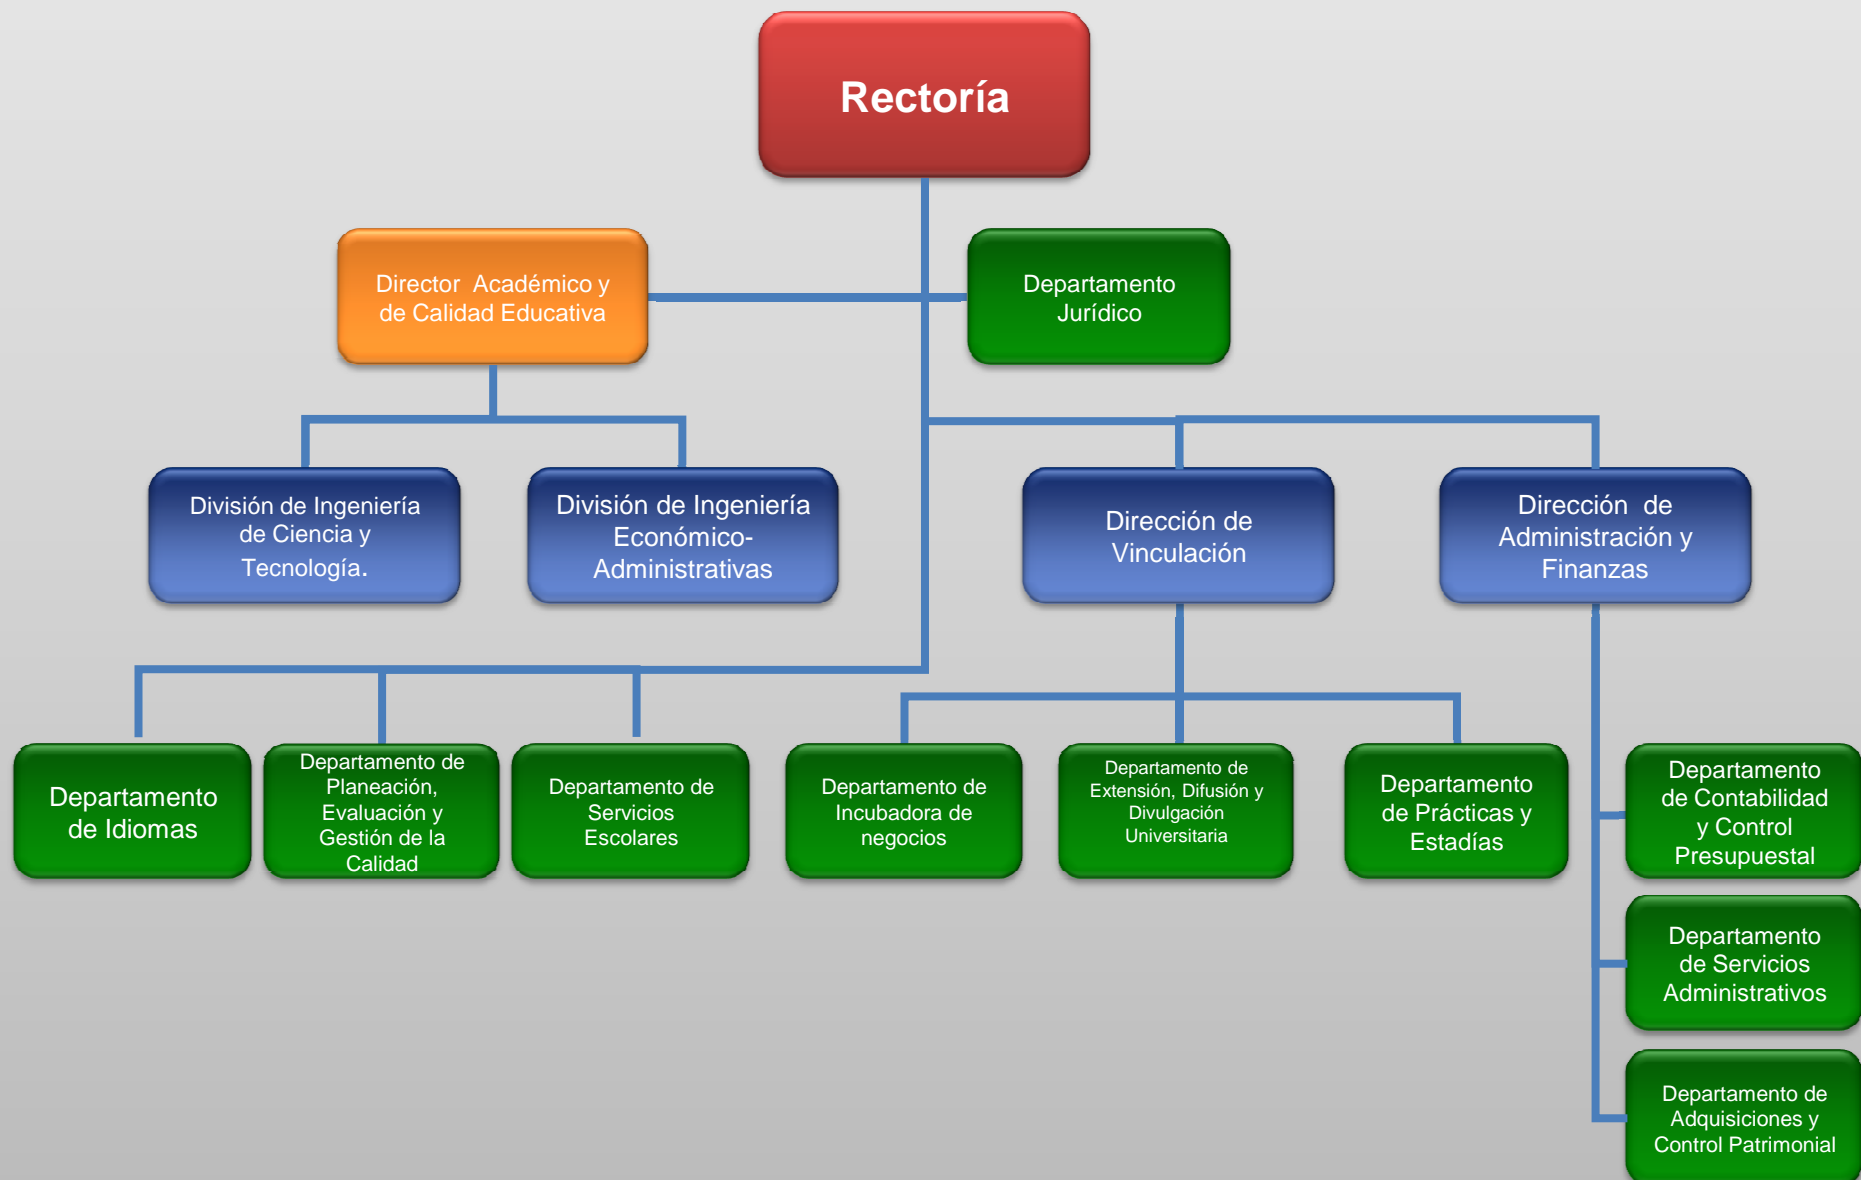 Rectoría
Director Académico y
de Calidad Educativa
Departamento
Jurídico
División de Ingeniería
de Ciencia y
Tecnología.
División de Ingeniería
Económico-
Administrativas
Dirección de
Vinculación
Dirección de
Administración y
Finanzas
Departamento
de Idiomas
Departamento de
Planeación,
Evaluación y
Gestión de la
Calidad
Departamento de
Servicios
Escolares
Departamento de
Incubadora de
negocios
Departamento de
Extensión, Difusión y
Divulgación
Universitaria
Departamento
de Prácticas y
Estadías
Departamento
de Contabilidad
y Control
Presupuestal
Departamento
de Servicios
Administrativos
Departamento de
Adquisiciones y
Control Patrimonial